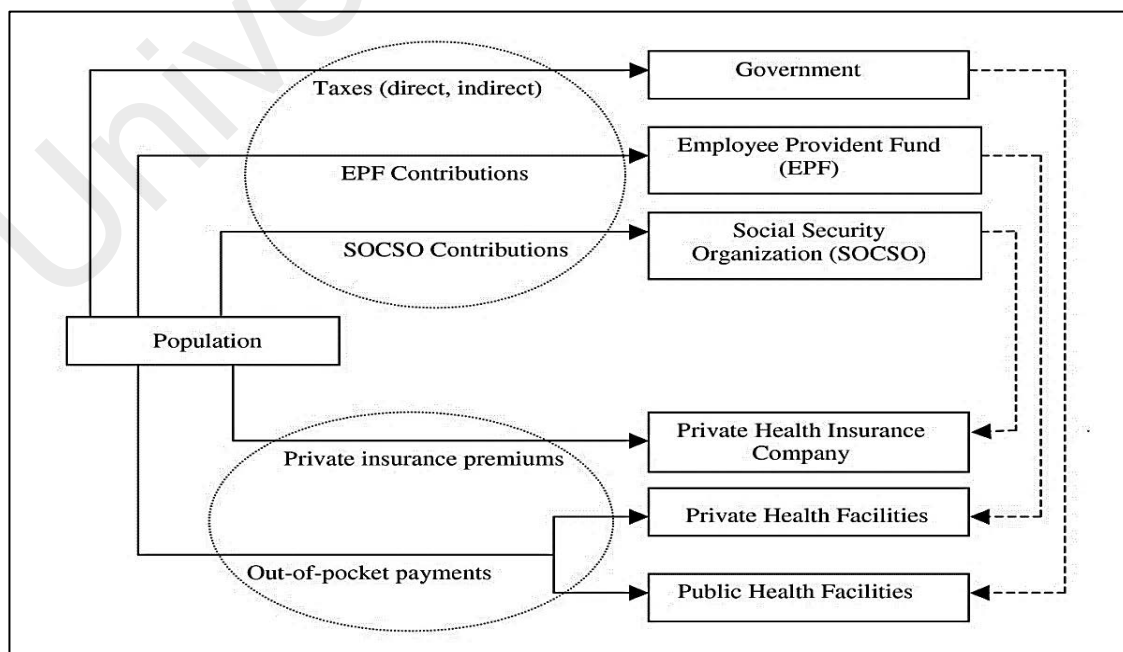 Unive
Taxes (direct, indirect)
Government
EPF Contributions
Employee Provident Fund
(EPF)
SOCSO Contributions
Social Security
Organization (SOCSO)
Population
Private insurance premiums
Private Health Insurance
Company
Private Health Facilities
Out-of-pocket payments
Public Health Facilities